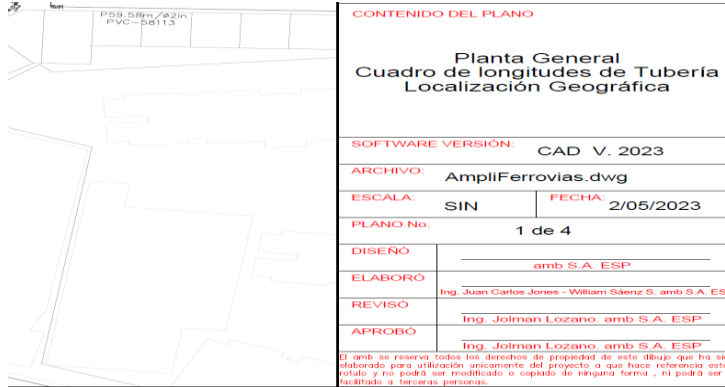 P59.58m/ø2in
PVC-58113
CONTENIDO DEL PLANO
Planta General
Cuadro de longitudes de Tubería
Localización Geográfica
SOFTWARE VERSIÓN: CAD V. 2023
ARCHIVO: AmpliFerrovias.dwg
ESCALA: SIN FECHA: 2/05/2023
PLANO No. 1 de 4
DISEÑÓ
amb S.A. ESP
ELABORÓ
Ing. Juan Carlos Jones - William Sáenz S. amb S.A. ES
REVISÓ
Ing. Jolman Lozano. amb S.A. ESP
APROBÓ
Ing. Jolman Lozano. amb S.A. ESP
El amb se reserva todos los derechos de propiedad de este dibujo que ha si
elaborado para utilización unicamente del proyecto a que hace referencia est
rotulo y no podrá ser modificado o copiado de ninguna forma , ni podrá ser
facilitado a terceras personas.